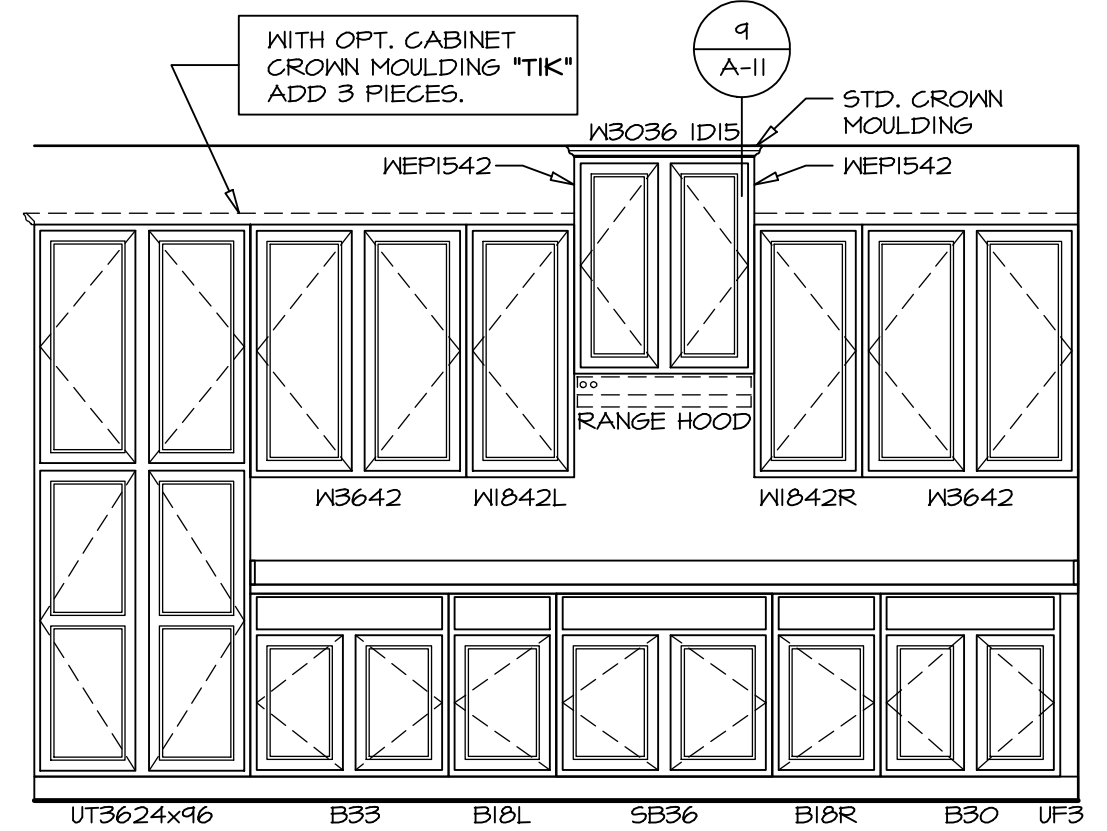 WITH OPT. CABINET
CROWN MOULDING "TIK"
ADD 3 PIECES.
9
A-11
STD. CROWN
MOULDING
W3036 1D15
WEP1542
WEP1542
RANGE HOOD
W3642
W1842L
W1842R
W3642
UT3624x96
B33
B18L
SB36
B18R
B30
UF3